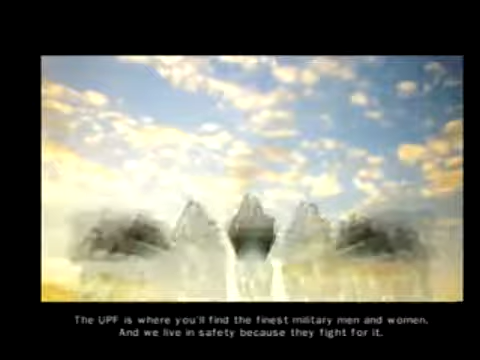 The UPF is where you'll find the finest military men and women.
And we live in safety because they fight for it.